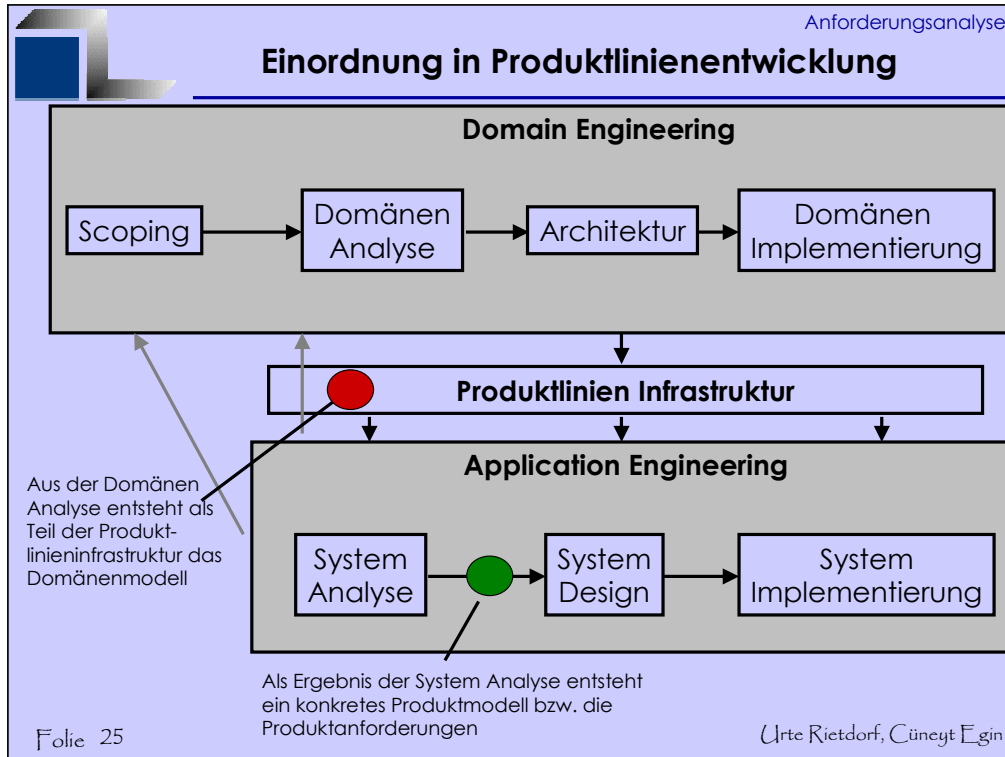 Anforderungsanalyse
Einordnung in Produktlinienentwicklung
Domain Engineering
Scoping
Domänen
Analyse
Architektur
Domänen
Implementierung
Produktlinien Infrastruktur
Application Engineering
Aus der Domänen
Analyse entsteht als
Teil der Produkt-
linieninfrastruktur das
Domänenmodell
System
Analyse
System
Design
System
Implementierung
Als Ergebnis der System Analyse entsteht
ein konkretes Produktmodell bzw. die
Produktanforderungen
Folie 25
Urte Rietdorf, Cüneyt Egin